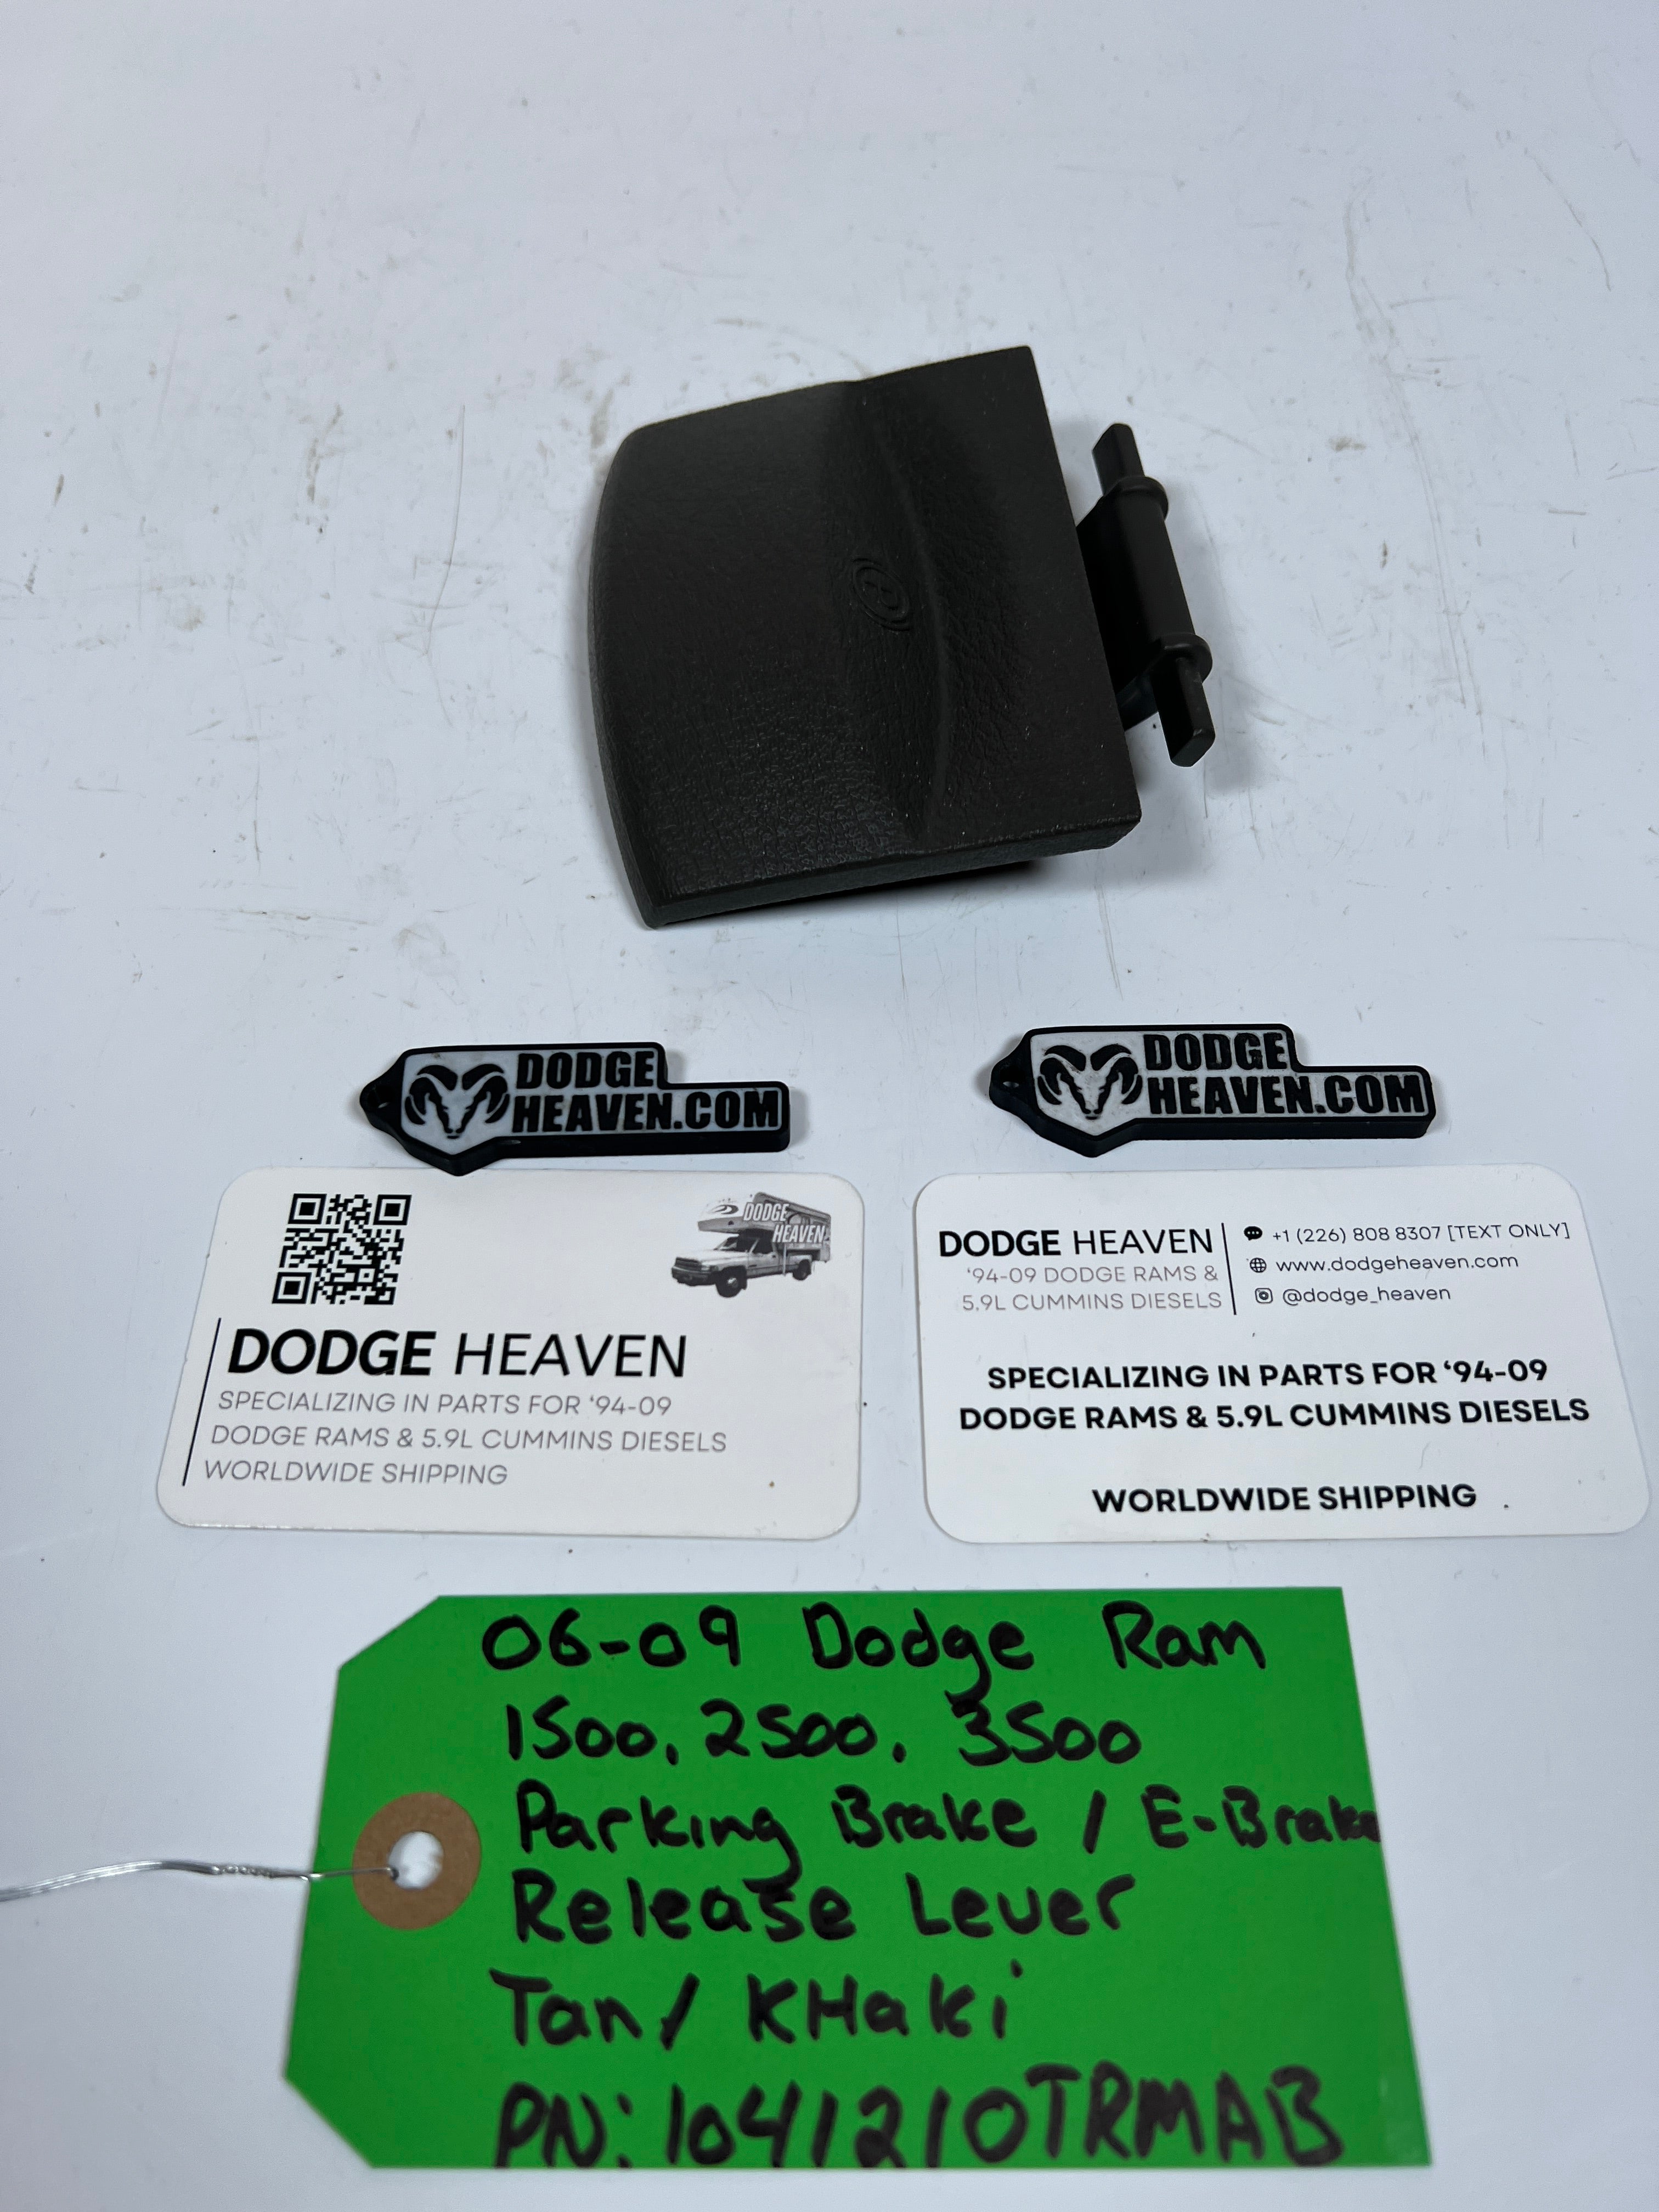 DODGE
HEAVEN.COM
DODGE
HEAVEN.COM
DODGE
HEAVEN
DODGE HEAVEN
SPECIALIZING IN PARTS FOR ‘94-09
DODGE RAMS & 5.9L CUMMINS DIESELS
WORLDWIDE SHIPPING
DODGE HEAVEN
‘94-09 DODGE RAMS &
5.9L CUMMINS DIESELS
+1 (226) 808 8307 [TEXT ONLY]
www.dodgeheaven.com
@dodge_heaven
SPECIALIZING IN PARTS FOR ‘94-09
DODGE RAMS & 5.9L CUMMINS DIESELS
WORLDWIDE SHIPPING
06-09 Dodge Ram
1500, 2500, 3500
Parking Brake / E-Brake
Release Lever
Tan/ KHaki
PN: 1041210TRMAB